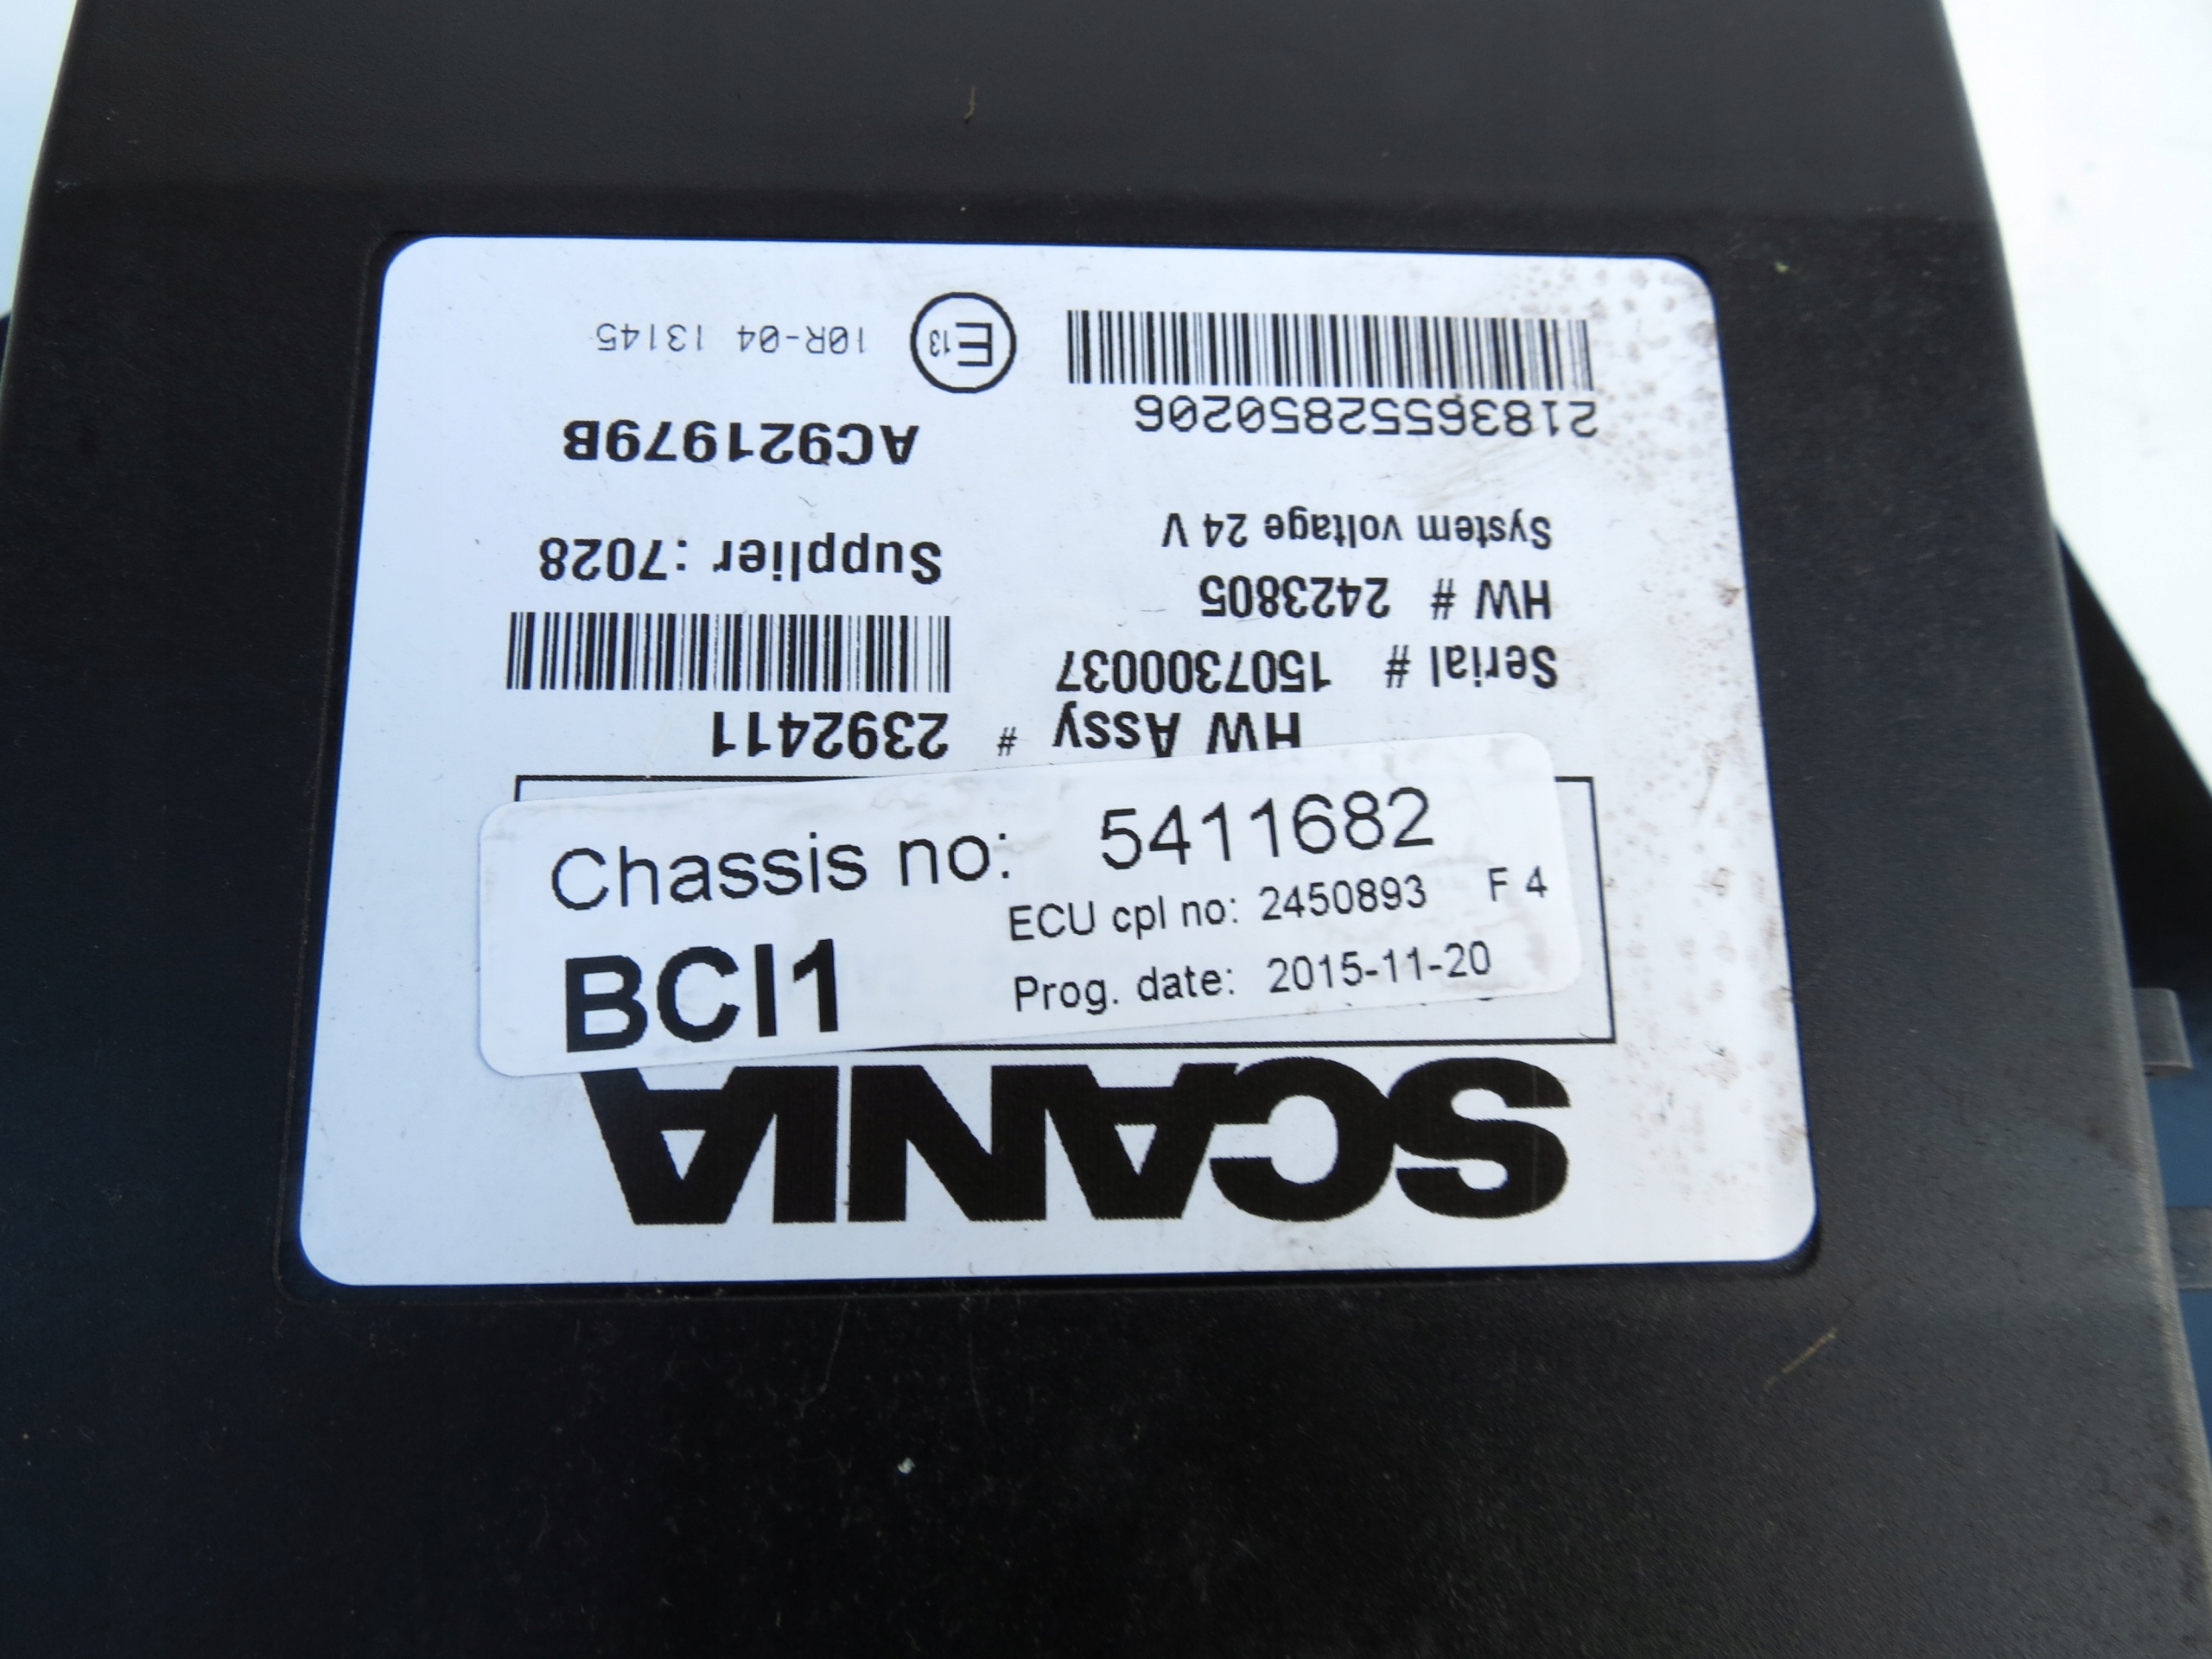 Chassis no: 5411682
ECU cpl no: 2450893 F 4
BCI1
Prog. date: 2015-11-20
SCANIA
HW Assy # 2392411
Serial # 1507300037
HW # 2423805
Supplier :7028
System voltage 24 V
AC921979B
21836552850206
E13 10R-04 13145